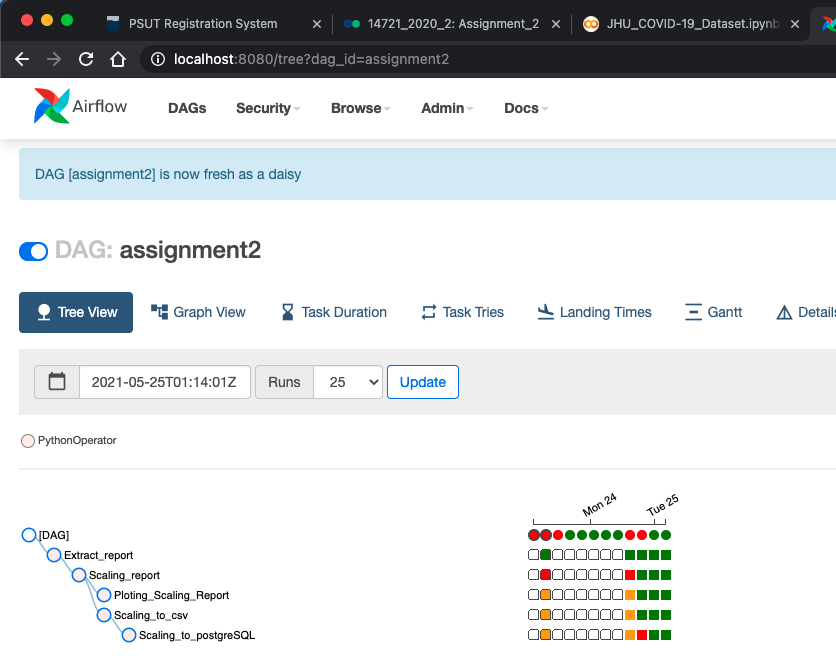 PSUT Registration System
14721_2020_2: Assignment_2
JHU_COVID-19_Dataset.ipynb
localhost:8080/tree?dag_id=assignment2
Airflow DAGs Security Browse Admin Docs
DAG [assignment2] is now fresh as a daisy
DAG: assignment2
Tree View Graph View Task Duration Task Tries Landing Times Gantt Details
2021-05-25T01:14:01Z Runs 25 Update
PythonOperator
Mon 24 Tue 25
[DAG]
Extract_report
Scaling_report
Ploting_Scaling_Report
Scaling_to_csv
Scaling_to_postgreSQL